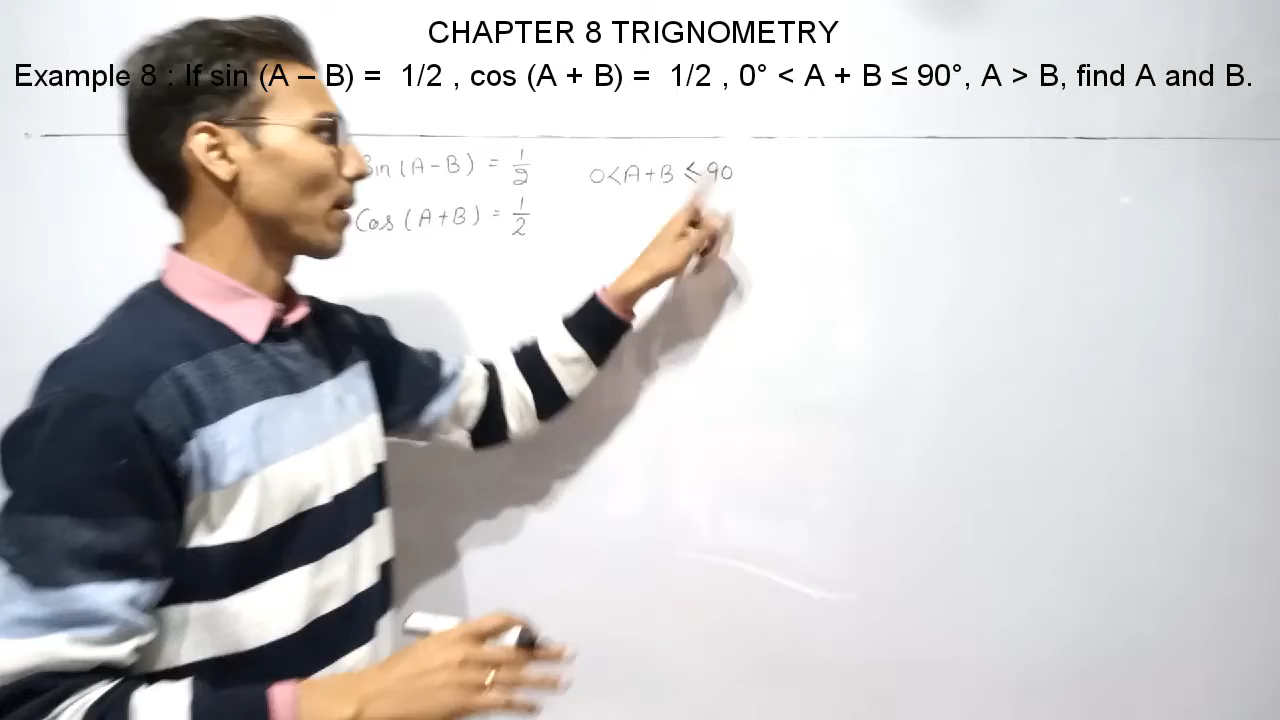 CHAPTER 8 TRIGNOMETRY
Example 8 : If sin (A – B) = 1/2 , cos (A + B) = 1/2 , 0° < A + B ≤ 90°, A > B, find A and B.
Sin (A-B) = 1/2 0<A+B ≤90
Cos (A+B) = 1/2